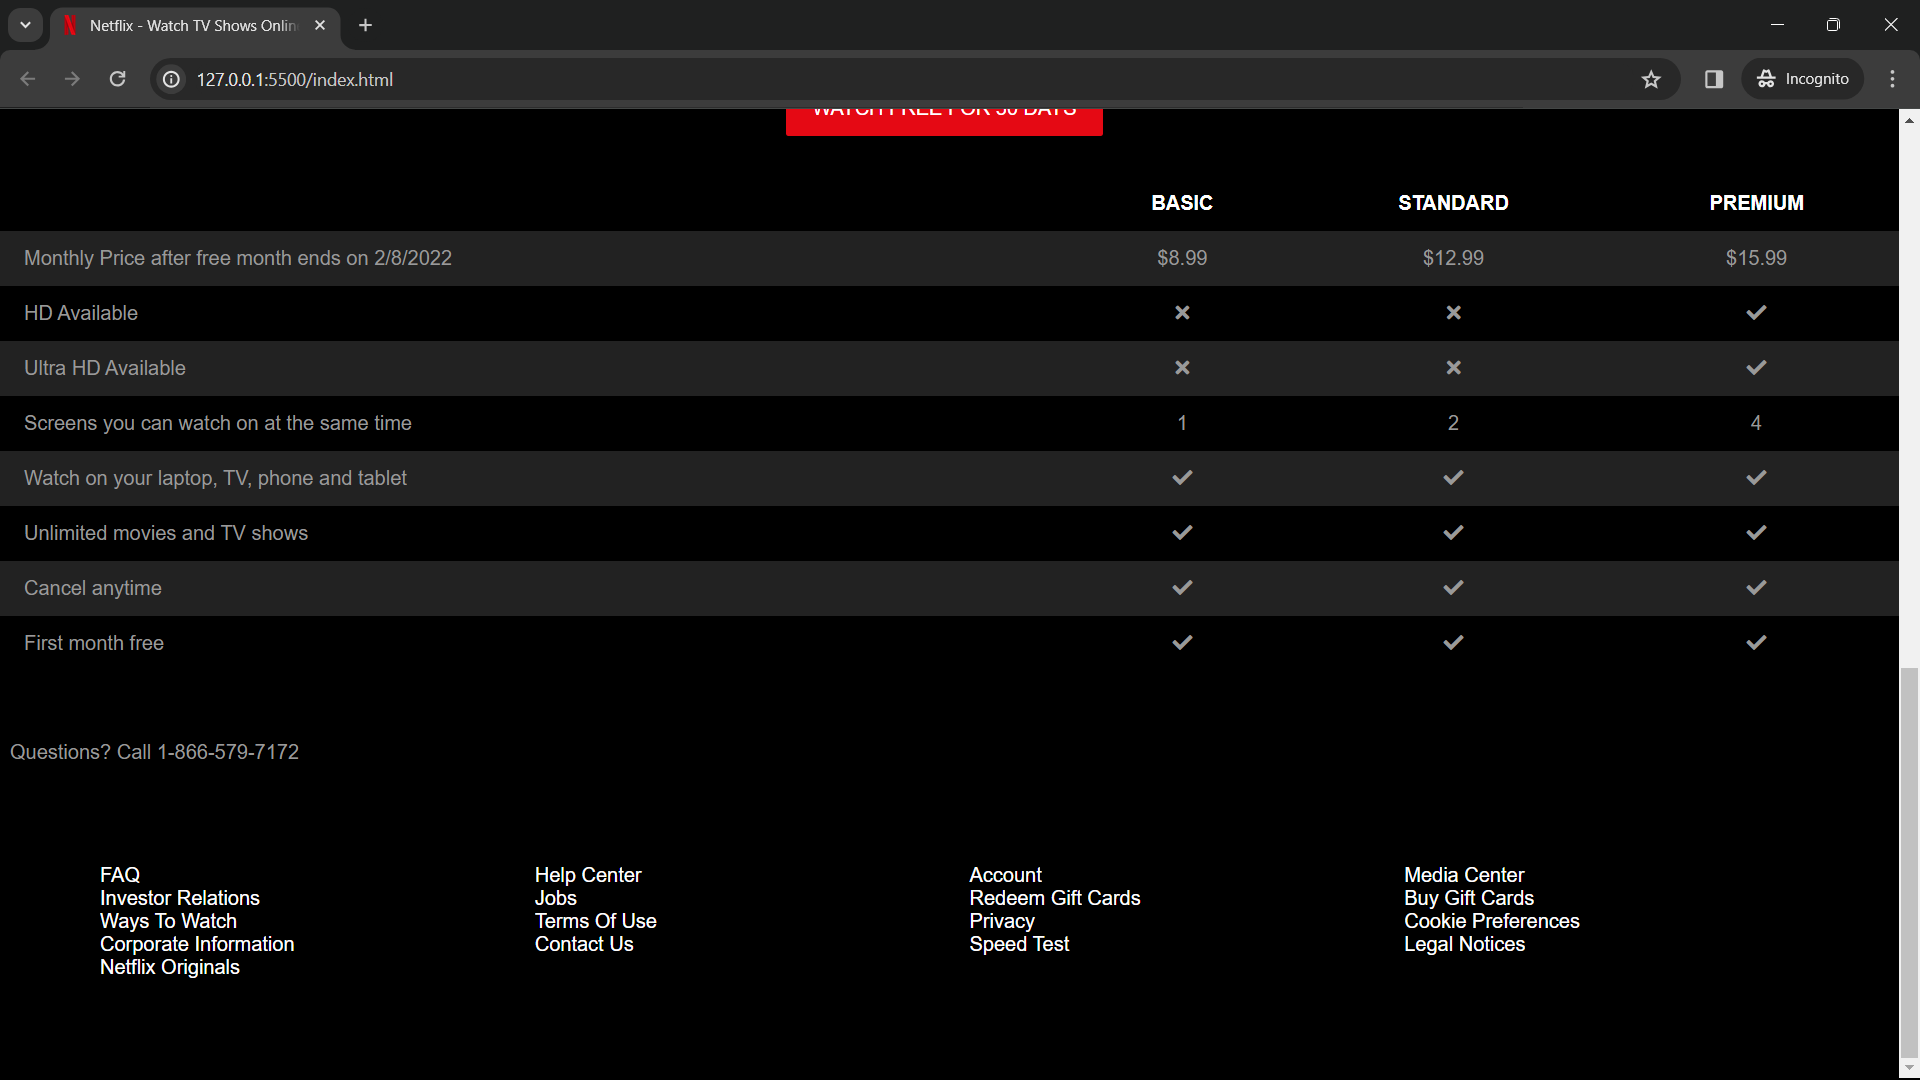 Netflix - Watch TV Shows Onlin
127.0.0.1:5500/index.html
Incognito
WATCH FREE FOR 30 DAYS
BASIC STANDARD PREMIUM
Monthly Price after free month ends on 2/8/2022 $8.99 $12.99 $15.99
HD Available
Ultra HD Available
Screens you can watch on at the same time 1 2 4
Watch on your laptop, TV, phone and tablet
Unlimited movies and TV shows
Cancel anytime
First month free
Questions? Call 1-866-579-7172
FAQ
Investor Relations
Ways To Watch
Corporate Information
Netflix Originals
Help Center
Jobs
Terms Of Use
Contact Us
Account
Redeem Gift Cards
Privacy
Speed Test
Media Center
Buy Gift Cards
Cookie Preferences
Legal Notices